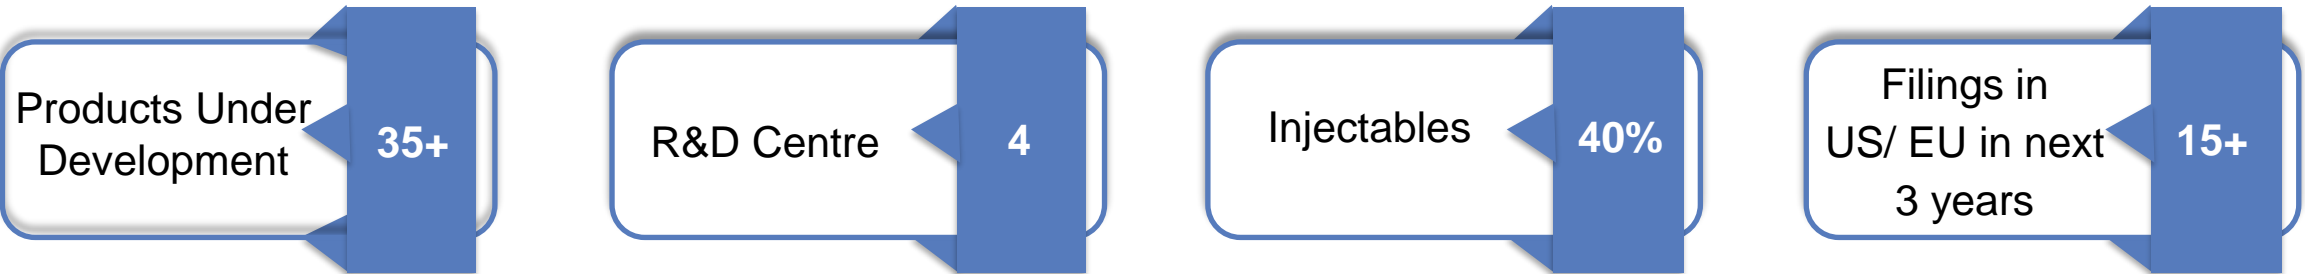 Products Under
Development
35+
R&D Centre
4
Injectables
40%
Filings in
US/ EU in next
3 years
15+